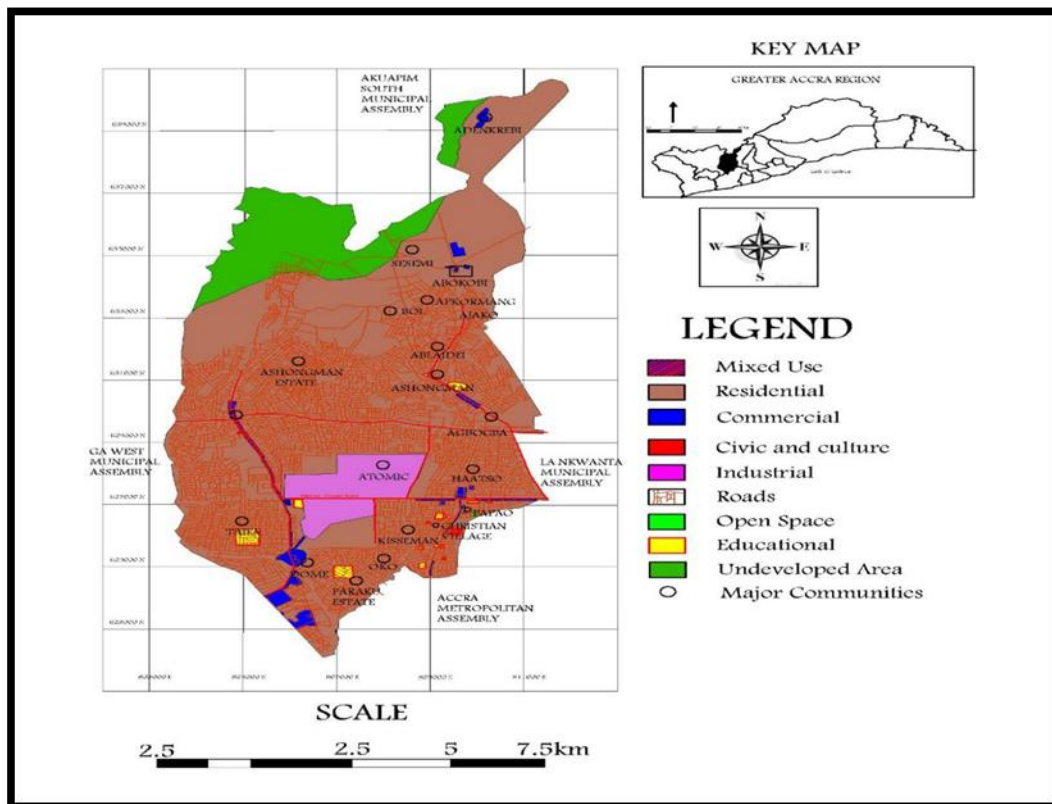 KEY MAP
GREATER ACCRA REGION
N
W
E
S
AKUAPIM
SOUTH
MUNICIPAL
ASSEMBLY
ADENKREBI
SESEMI
ABOKOBI
APKORMANG
AJAKO
BOI
ABLAIDEI
ASHONGMAN
ESTATE
ASHONGMAN
AGBOGBA
GA WEST
MUNICIPAL
ASSEMBLY
LA NKWANTA
MUNICIPAL
ASSEMBLY
ATOMIC
HAATSO
PAPAO
CHRISTIAN
VILLAGE
TAIFA
KISSEMAN
DOME
PARAKU
ESTATE
ACCRA
METROPOLITAN
ASSEMBLY
LEGEND
Mixed Use
Residential
Commercial
Civic and culture
Industrial
Roads
Open Space
Educational
Undeveloped Area
Major Communities
SCALE
2.5
2.5
5
7.5km